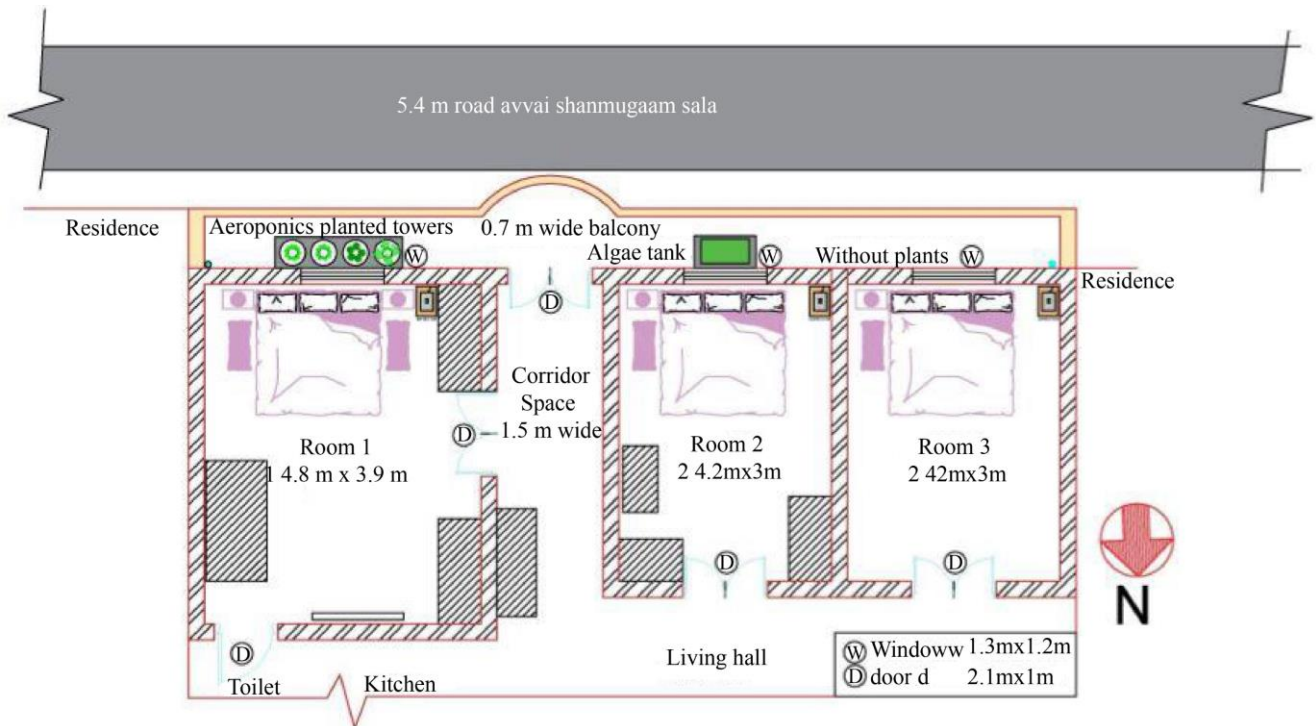 5.4 m road avvai shanmugaam sala
Residence
Aeroponics planted towers
0.7 m wide balcony
Algae tank
Without plants
W
W
W
Residence
D
Corridor
Space
1.5 m wide
D
Room 1
1 4.8 m x 3.9 m
Room 2
2 4.2mx3m
Room 3
2 42mx3m
D
D
N
D
Toilet
Kitchen
Living hall
W Windoww 1.3mx1.2m
D door d 2.1mx1m